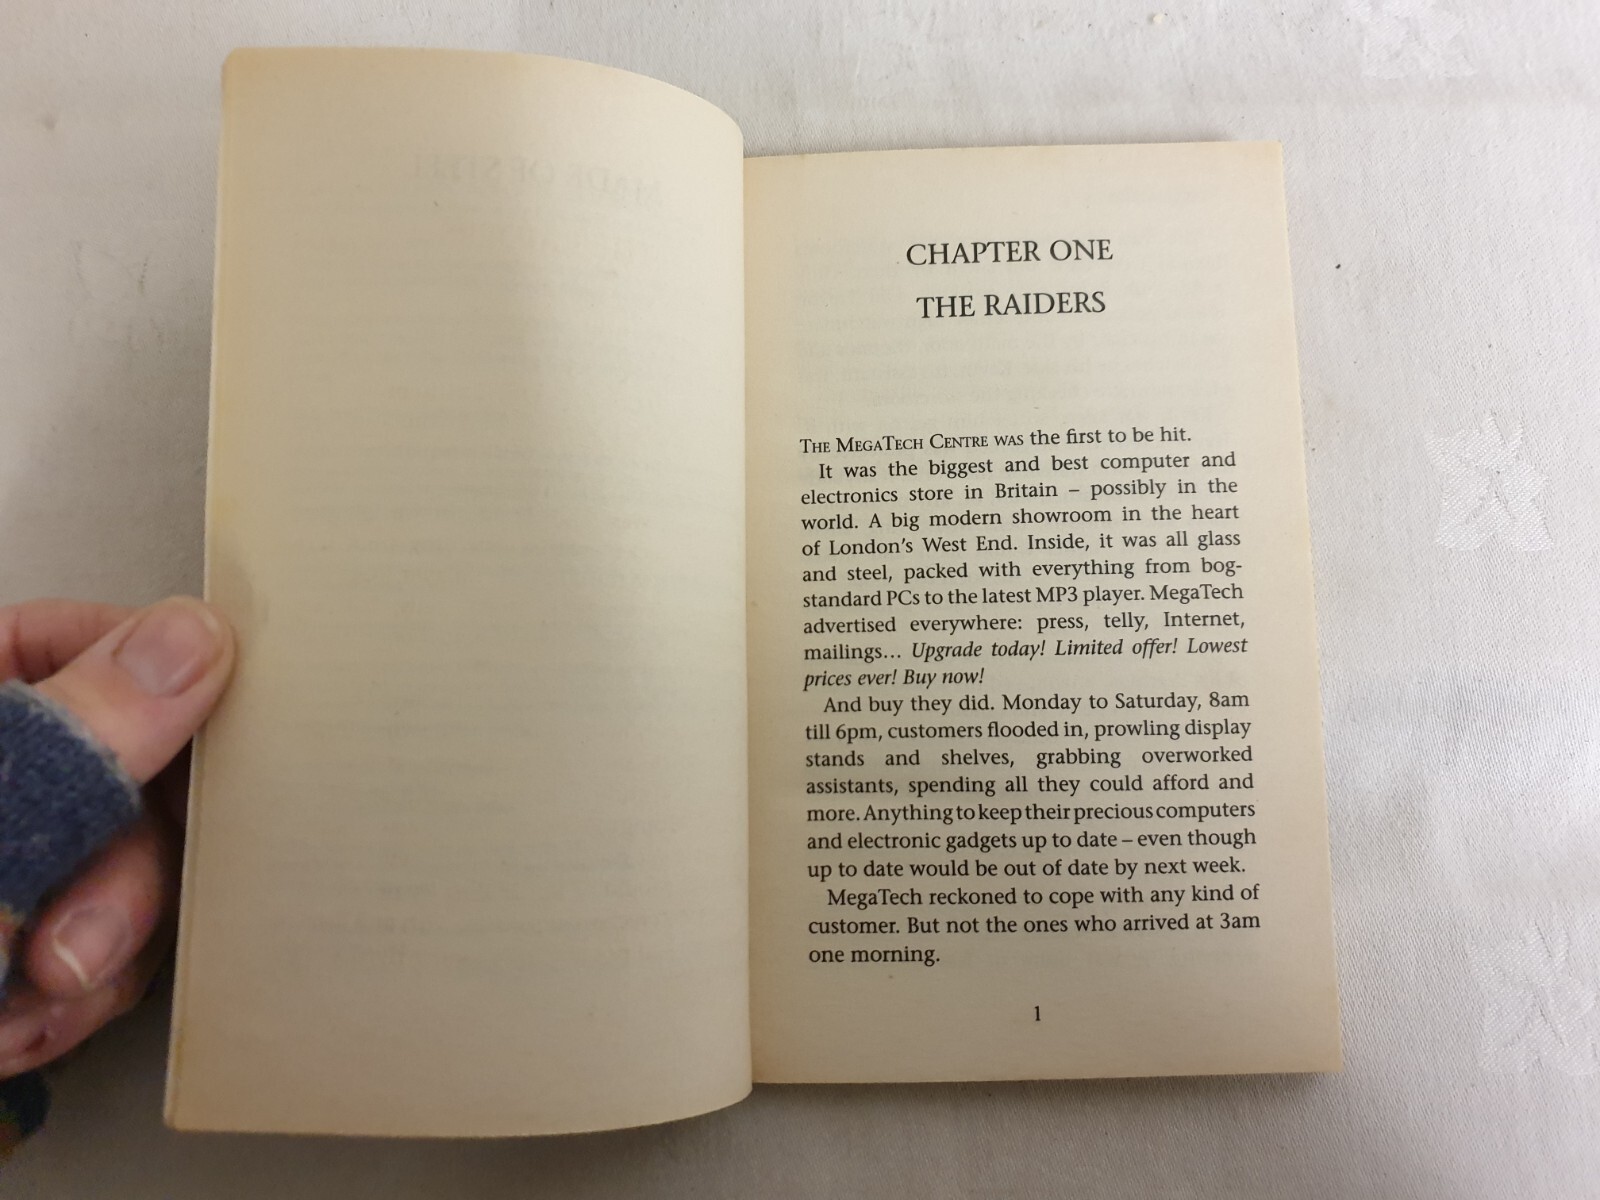 MADE OF STEEL
CHAPTER ONE
THE RAIDERS
THE MEGATECH CENTRE WAS the first to be hit.
It was the biggest and best computer and
electronics store in Britain – possibly in the
world. A big modern showroom in the heart
of London's West End. Inside, it was all glass
and steel, packed with everything from bog-
standard PCs to the latest MP3 player. MegaTech
advertised everywhere: press, telly, Internet,
mailings... Upgrade today! Limited offer! Lowest
prices ever! Buy now!
And buy they did. Monday to Saturday, 8am
till 6pm, customers flooded in, prowling display
stands and shelves, grabbing overworked
assistants, spending all they could afford and
more. Anything to keep their precious computers
and electronic gadgets up to date – even though
up to date would be out of date by next week.
MegaTech reckoned to cope with any kind of
customer. But not the ones who arrived at 3am
one morning.
1